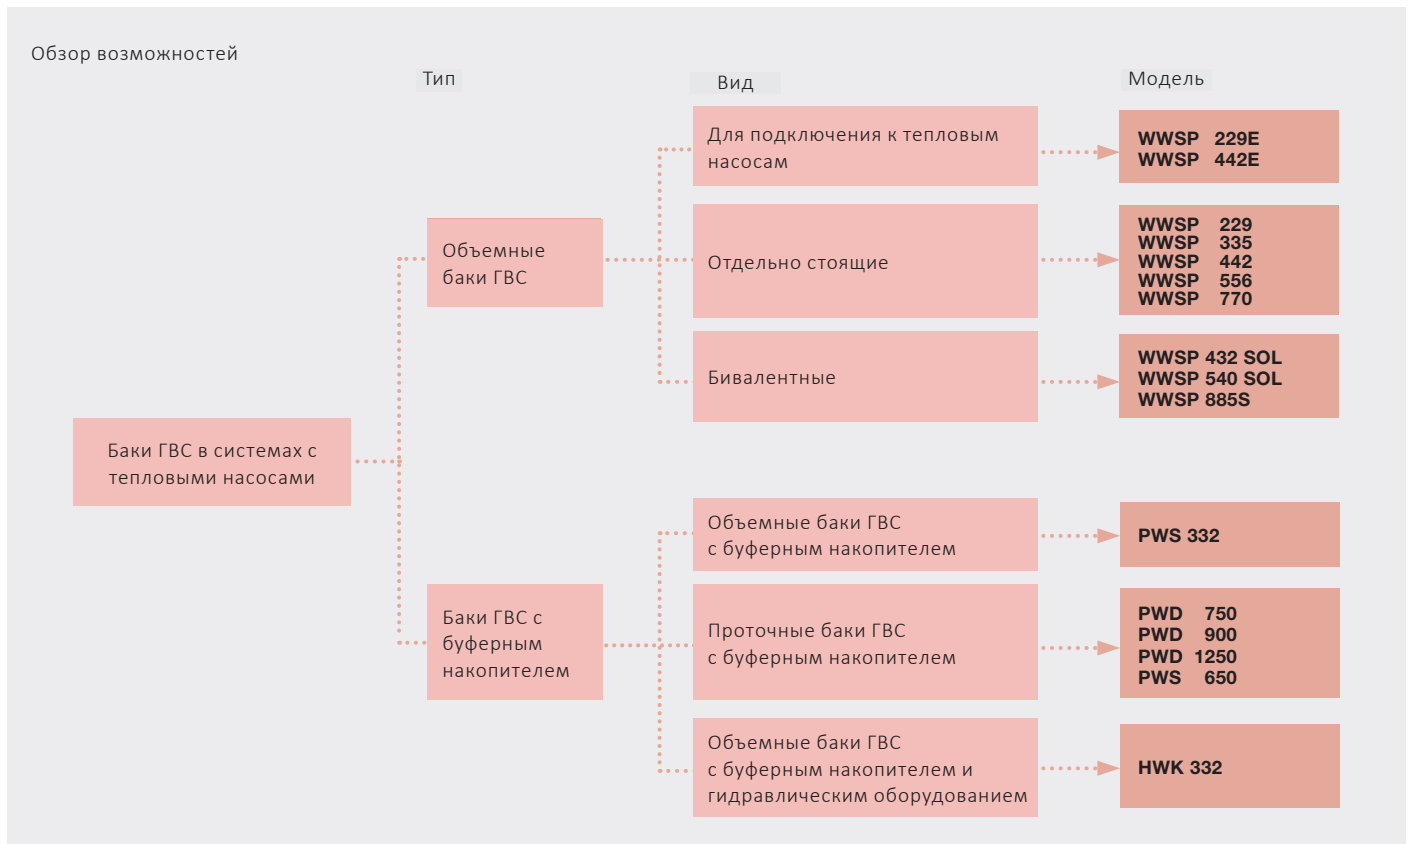 Обзор возможностей
Тип
Вид
Модель
Для подключения к тепловым
насосам
WWSP 229E
WWSP 442E
Объемные
баки ГВС
Отдельно стоящие
WWSP 229
WWSP 335
WWSP 442
WWSP 556
WWSP 770
Бивалентные
WWSP 432 SOL
WWSP 540 SOL
WWSP 885S
Баки ГВС в системах с
тепловыми насосами
Объемные баки ГВС
с буферным накопителем
PWS 332
Баки ГВС с
буферным
накопителем
Проточные баки ГВС
с буферным накопителем
PWD 750
PWD 900
PWD 1250
PWS 650
Объемные баки ГВС
с буферным накопителем и
гидравлическим оборудованием
HWK 332